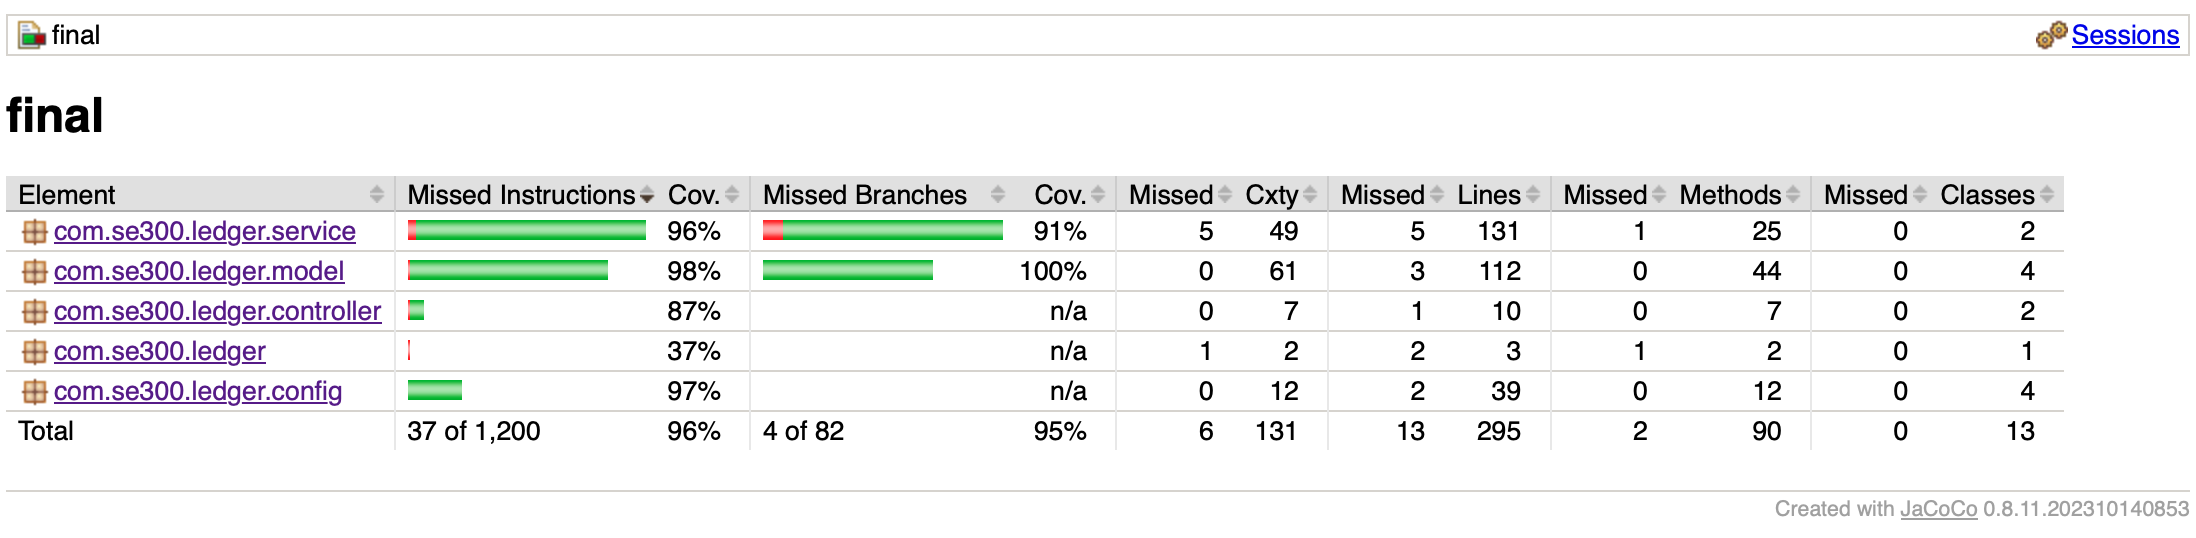 final Sessions
final
Element Missed Instructions Cov. Missed Branches Cov. Missed Cxty Missed Lines Missed Methods Missed Classes
com.se300.ledger.service 96% 91% 5 49 5 131 1 25 0 2
com.se300.ledger.model 98% 100% 0 61 3 112 0 44 0 4
com.se300.ledger.controller 87% n/a 0 7 1 10 0 7 0 2
com.se300.ledger 37% n/a 1 2 2 3 1 2 0 1
com.se300.ledger.config 97% n/a 0 12 2 39 0 12 0 4
Total 37 of 1,200 96% 4 of 82 95% 6 131 13 295 2 90 0 13
Created with JaCoCo 0.8.11.202310140853